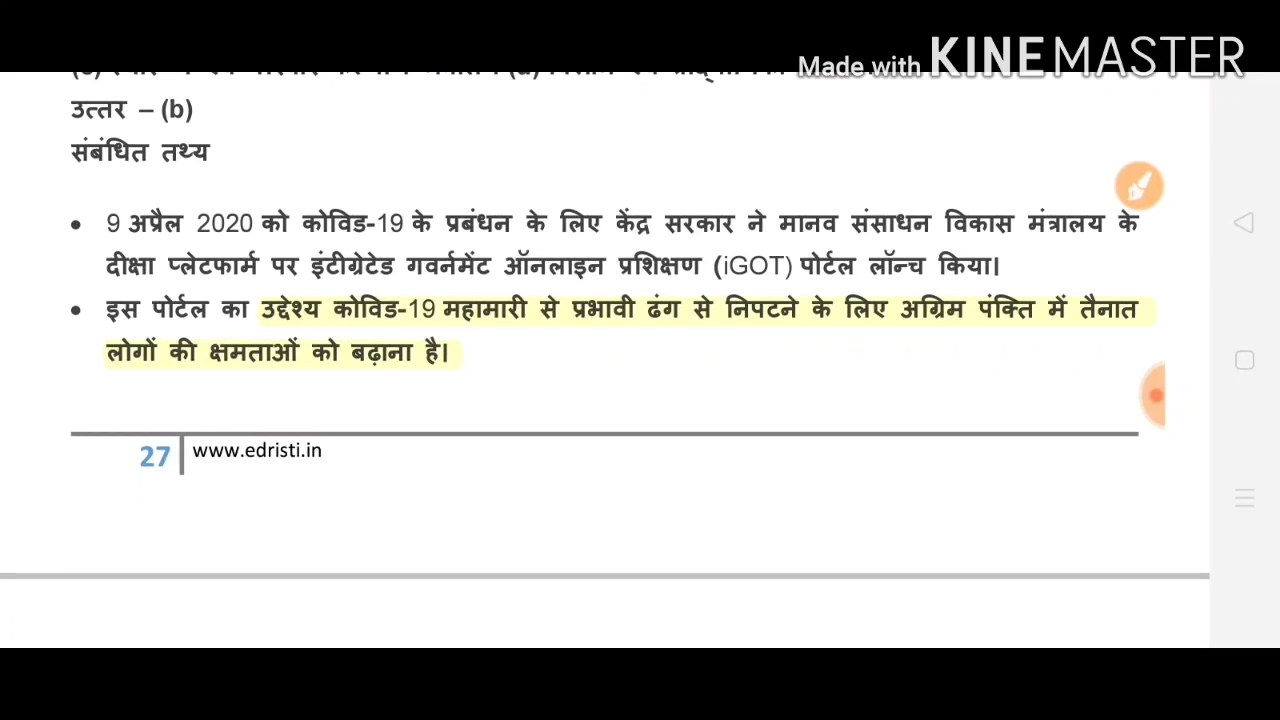 Made with KINEMASTER
उत्तर – (b)
संबंधित तथ्य
• 9 अप्रैल 2020 को कोविड-19 के प्रबंधन के लिए केंद्र सरकार ने मानव संसाधन विकास मंत्रालय के
दीक्षा प्लेटफार्म पर इंटीग्रेटेड गवर्नमेंट ऑनलाइन प्रशिक्षण (iGOT) पोर्टल लॉन्च किया।
• इस पोर्टल का उद्देश्य कोविड-19 महामारी से प्रभावी ढंग से निपटने के लिए अग्रिम पंक्ति में तैनात
लोगों की क्षमताओं को बढ़ाना है।
27 www.edristi.in